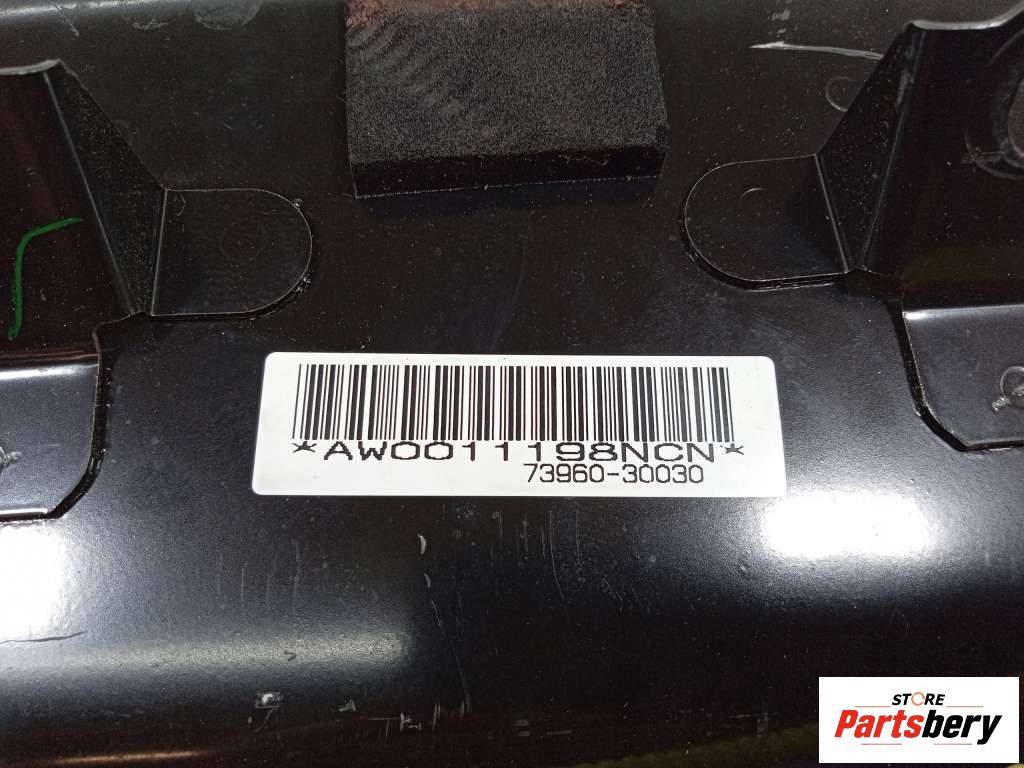 *AW0011198NCN*
73960-30030
STORE
Partsbery